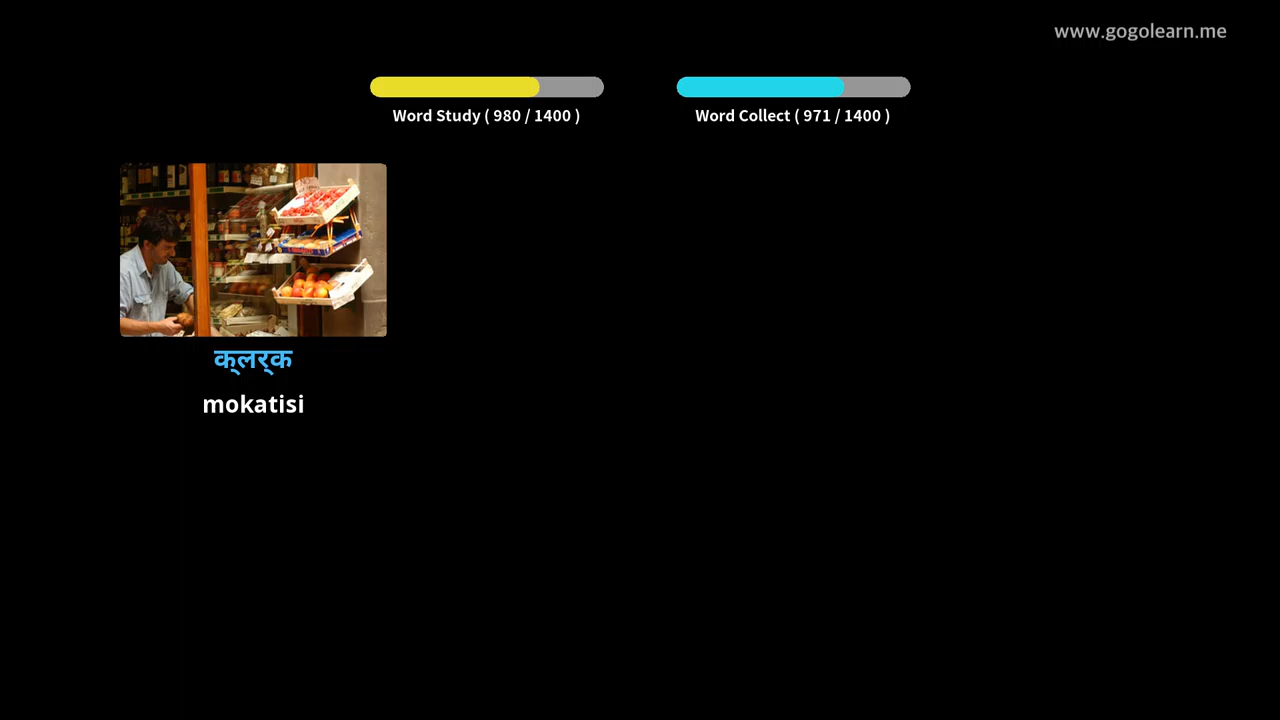 www.gogolearn.me
Word Study ( 980 / 1400 )
Word Collect ( 971 / 1400 )
क्लर्क
mokatisi